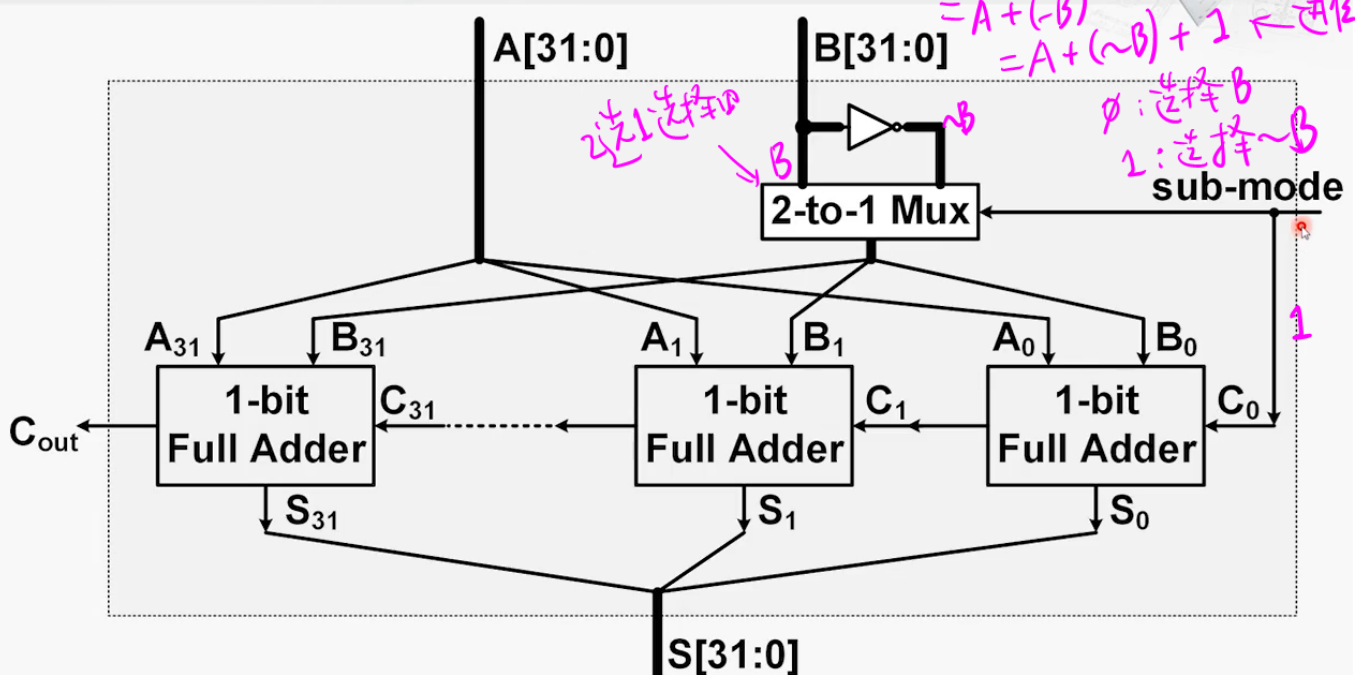 =A+(-B)
=A+(~B)+1 ←进位
A[31:0]
B[31:0]
0:选择B
1:选择~B
2选1选择
B
~B
sub-mode
2-to-1 Mux
1
A31
B31
A1
B1
A0
B0
1-bit
Full Adder
C31
1-bit
Full Adder
C1
1-bit
Full Adder
C0
Cout
S31
S1
S0
S[31:0]